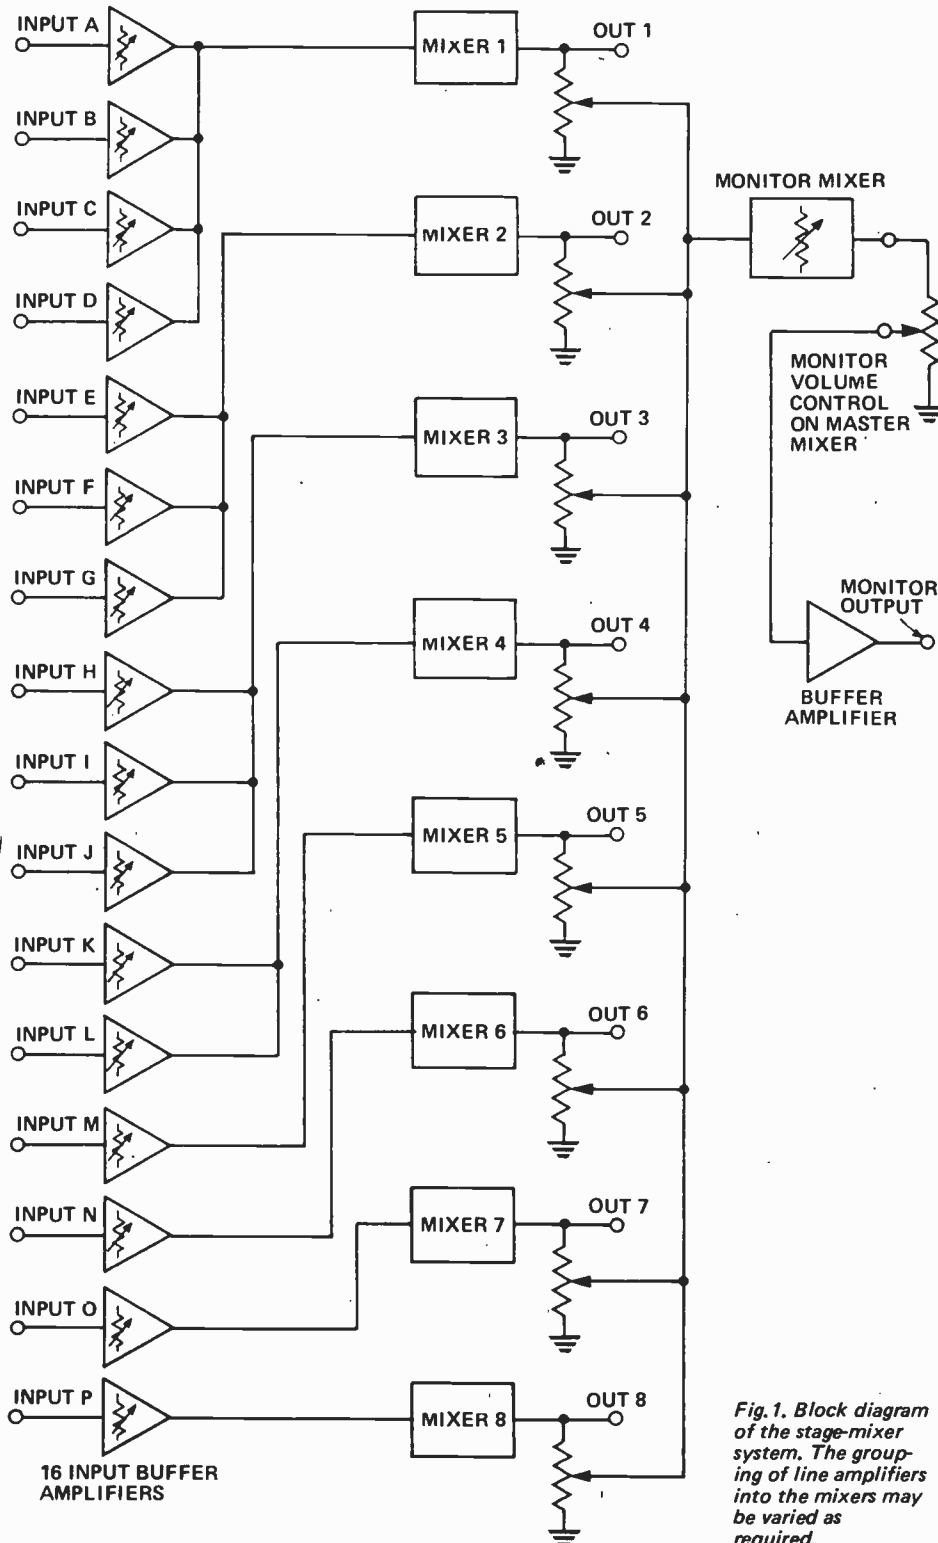 INPUT A
INPUT B
INPUT C
INPUT D
INPUT E
INPUT F
INPUT G
INPUT H
INPUT I
INPUT J
INPUT K
INPUT L
INPUT M
INPUT N
INPUT O
INPUT P
16 INPUT BUFFER
AMPLIFIERS
MIXER 1
MIXER 2
MIXER 3
MIXER 4
MIXER 5
MIXER 6
MIXER 7
MIXER 8
OUT 1
OUT 2
OUT 3
OUT 4
OUT 5
OUT 6
OUT 7
OUT 8
MONITOR MIXER
MONITOR
VOLUME
CONTROL
ON MASTER
MIXER
MONITOR
OUTPUT
BUFFER
AMPLIFIER
Fig. 1. Block diagram
of the stage-mixer
system. The group-
ing of line amplifiers
into the mixers may
be varied as
required.